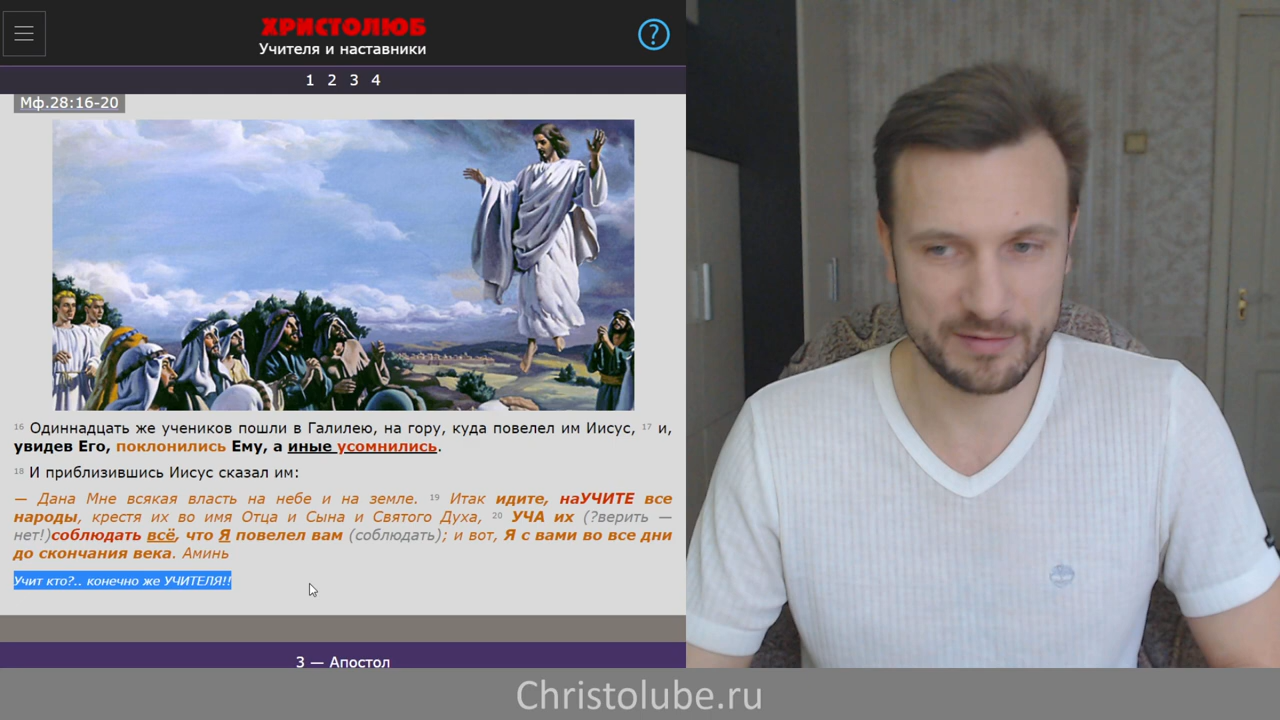 ХРИСТОЛЮБ
Учителя и наставники
?
1 2 3 4
Мф.28:16-20
16 Одиннадцать же учеников пошли в Галилею, на гору, куда повелел им Иисус, 17 и,
увидев Его, поклонились Ему, а иные усомнились.
18 И приблизившись Иисус сказал им:
— Дана Мне всякая власть на небе и на земле. 19 Итак идите, наУЧИТЕ все
народы, крестя их во имя Отца и Сына и Святого Духа, 20 УЧА их (?верить —
нет!)соблюдать всё, что Я повелел вам (соблюдать); и вот, Я с вами во все дни
до скончания века. Аминь
Учит кто?.. конечно же УЧИТЕЛЯ!!
3 — Апостол
Christolube.ru